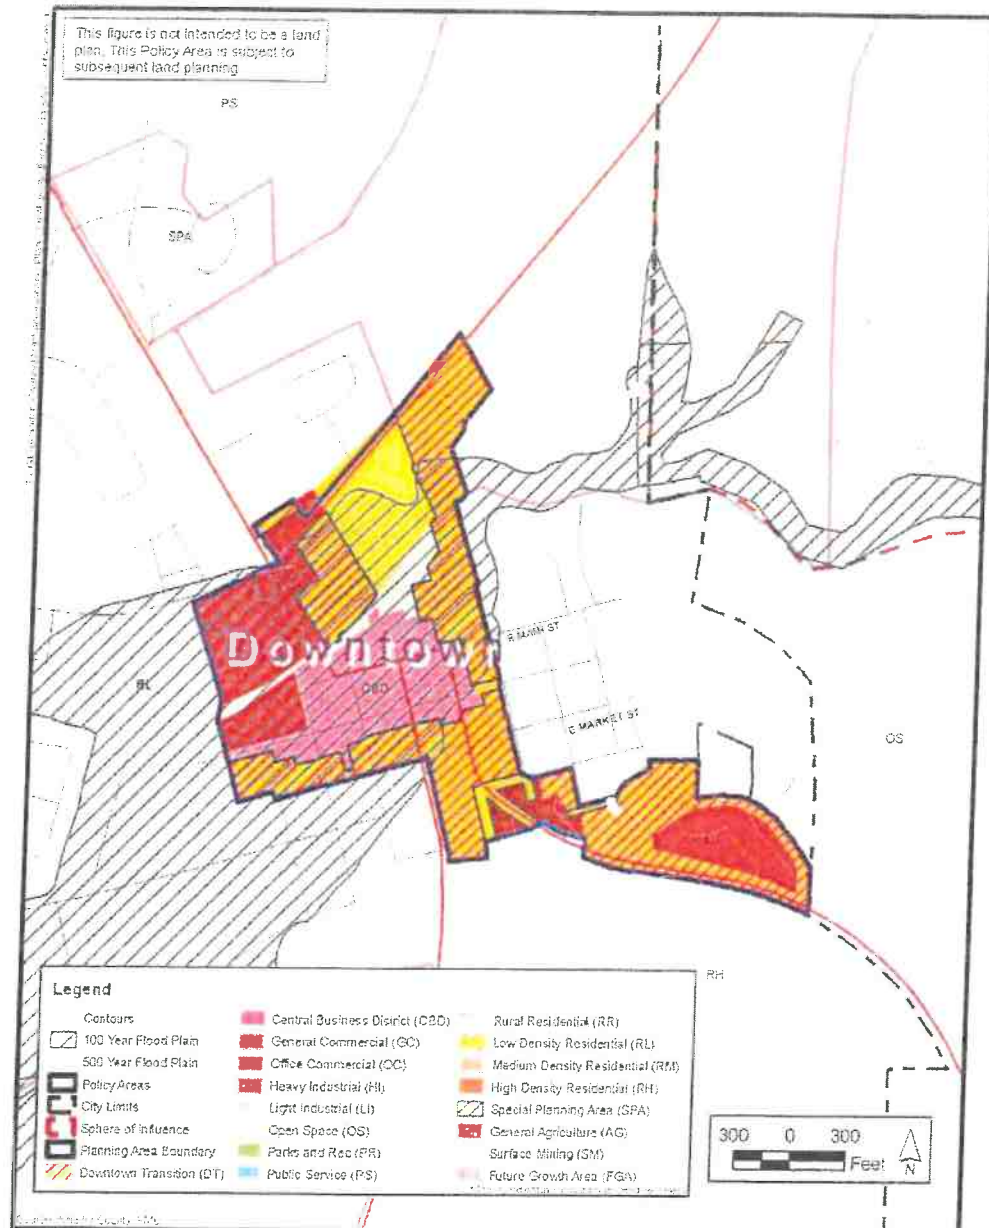 This figure is not intended to be a land
plan. This Policy Area is subject to
subsequent land planning
PS
SPA
Downtown
CBD
RL
E MAIN ST
E MARKET ST
OS
RH
Legend
Contours
100 Year Flood Plain
500 Year Flood Plain
Policy Areas
City Limits
Sphere of Influence
Planning Area Boundary
Downtown Transition (DT)
Central Business District (CBD)
General Commercial (GC)
Office Commercial (OC)
Heavy Industrial (HI)
Light Industrial (LI)
Open Space (OS)
Parks and Rec (PR)
Public Service (PS)
Rural Residential (RR)
Low Density Residential (RL)
Medium Density Residential (RM)
High Density Residential (RH)
Special Planning Area (SPA)
General Agriculture (AG)
Surface Mining (SM)
Future Growth Area (FGA)
300 0 300
Feet
N